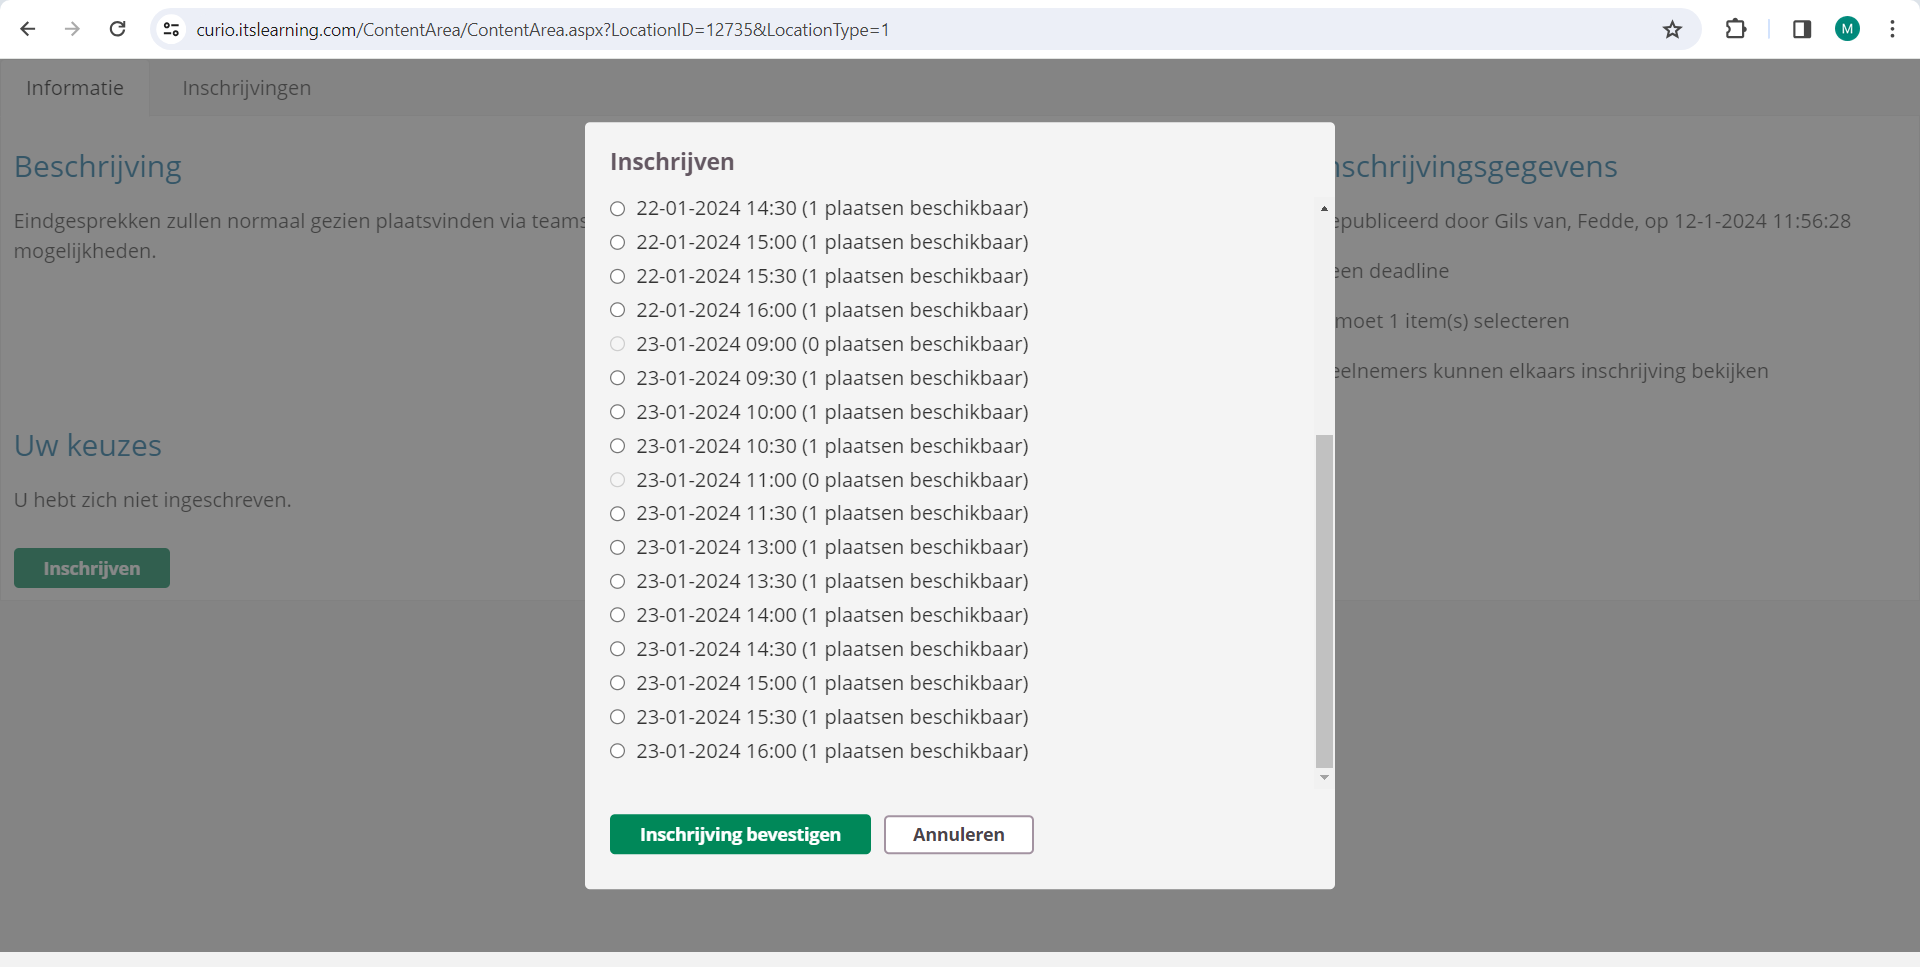 curio.itslearning.com/ContentArea/ContentArea.aspx?LocationID=12735&LocationType=1
M
Informatie
Inschrijvingen
Beschrijving
Eindgesprekken zullen normaal gezien plaatsvinden via teams
mogelijkheden.
Uw keuzes
U hebt zich niet ingeschreven.
Inschrijven
Inschrijven
22-01-2024 14:30 (1 plaatsen beschikbaar)
22-01-2024 15:00 (1 plaatsen beschikbaar)
22-01-2024 15:30 (1 plaatsen beschikbaar)
22-01-2024 16:00 (1 plaatsen beschikbaar)
23-01-2024 09:00 (0 plaatsen beschikbaar)
23-01-2024 09:30 (1 plaatsen beschikbaar)
23-01-2024 10:00 (1 plaatsen beschikbaar)
23-01-2024 10:30 (1 plaatsen beschikbaar)
23-01-2024 11:00 (0 plaatsen beschikbaar)
23-01-2024 11:30 (1 plaatsen beschikbaar)
23-01-2024 13:00 (1 plaatsen beschikbaar)
23-01-2024 13:30 (1 plaatsen beschikbaar)
23-01-2024 14:00 (1 plaatsen beschikbaar)
23-01-2024 14:30 (1 plaatsen beschikbaar)
23-01-2024 15:00 (1 plaatsen beschikbaar)
23-01-2024 15:30 (1 plaatsen beschikbaar)
23-01-2024 16:00 (1 plaatsen beschikbaar)
Inschrijving bevestigen
Annuleren
nschrijvingsgegevens
epubliceerd door Gils van, Fedde, op 12-1-2024 11:56:28
een deadline
moet 1 item(s) selecteren
eelnemers kunnen elkaars inschrijving bekijken